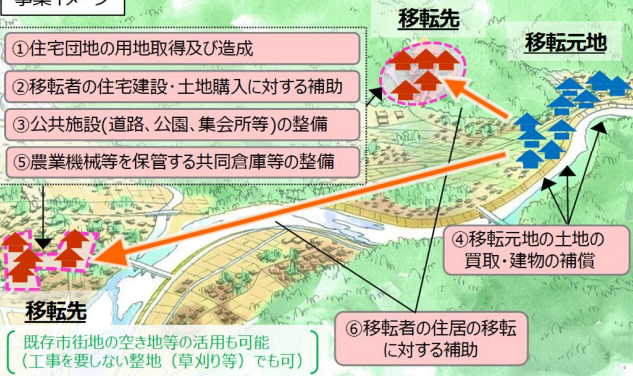 事業イメージ
移転先
移転元地
①住宅団地の用地取得及び造成
②移転者の住宅建設・土地購入に対する補助
③公共施設(道路、公園、集会所等)の整備
⑤農業機械等を保管する共同倉庫等の整備
④移転元地の土地の
買取・建物の補償
移転先
既存市街地の空き地等の活用も可能
（工事を要しない整地（草刈り等）でも可）
⑥移転者の住居の移転
に対する補助